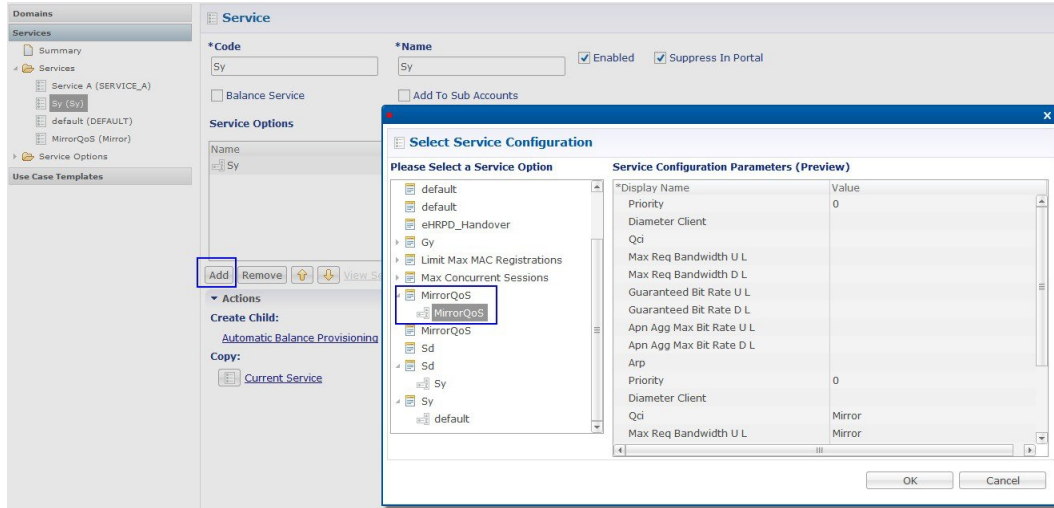 Domains
Services
Summary
Services
Service A (SERVICE_A)
Sy (Sy)
default (DEFAULT)
MirrorQoS (Mirror)
Service Options
Use Case Templates
Service
*Code
*Name
Sy
Sy
Enabled
Suppress In Portal
Balance Service
Add To Sub Accounts
Service Options
Name
Sy
Add
Remove
View Se
Actions
Create Child:
Automatic Balance Provisioning
Copy:
Current Service
x
Select Service Configuration
Please Select a Service Option
default
default
eHRPD_Handover
Gy
Limit Max MAC Registrations
Max Concurrent Sessions
MirrorQoS
MirrorQoS
MirrorQoS
Sd
Sd
Sy
Sy
default
Service Configuration Parameters (Preview)
*Display Name Value
Priority 0
Diameter Client
Qci
Max Req Bandwidth U L
Max Req Bandwidth D L
Guaranteed Bit Rate U L
Guaranteed Bit Rate D L
Apn Agg Max Bit Rate U L
Apn Agg Max Bit Rate D L
Arp
Priority 0
Diameter Client
Qci Mirror
Max Req Bandwidth U L Mirror
OK
Cancel